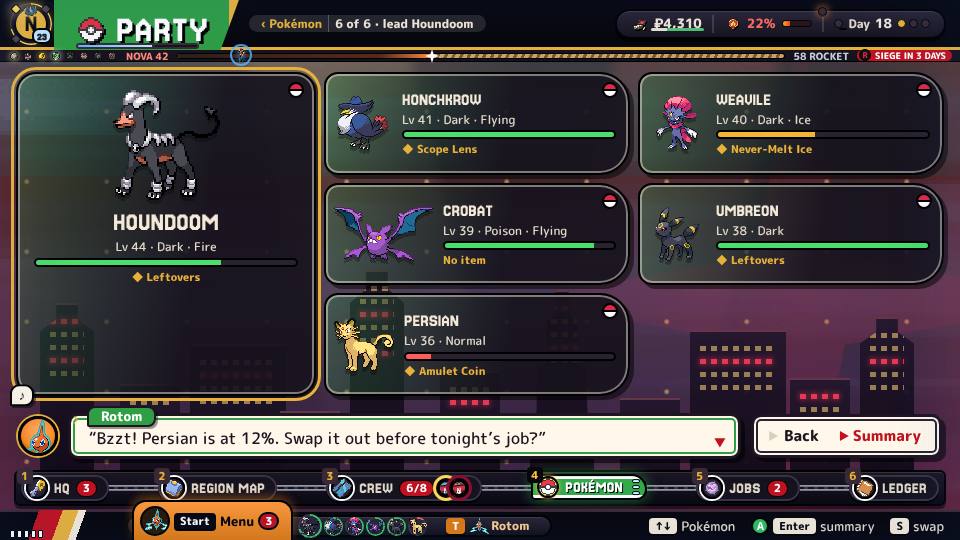 N
23
PARTY
‹ Pokémon | 6 of 6 · lead Houndoom
₽4,310
22%
Day 18
NOVA 42
58 ROCKET
R SIEGE IN 3 DAYS
HOUNDOOM
Lv 44 · Dark · Fire
◆ Leftovers
HONCHKROW
Lv 41 · Dark · Flying
◆ Scope Lens
WEAVILE
Lv 40 · Dark · Ice
◆ Never-Melt Ice
CROBAT
Lv 39 · Poison · Flying
No item
UMBREON
Lv 38 · Dark
◆ Leftovers
PERSIAN
Lv 36 · Normal
◆ Amulet Coin
♪
Rotom
“Bzzt! Persian is at 12%. Swap it out before tonight’s job?”
Back
Summary
1 HQ 3
2 REGION MAP
3 CREW 6/8
4 POKÉMON
5 JOBS 2
6 LEDGER
Start Menu 3
T Rotom
↑↓ Pokémon
A Enter summary
S swap